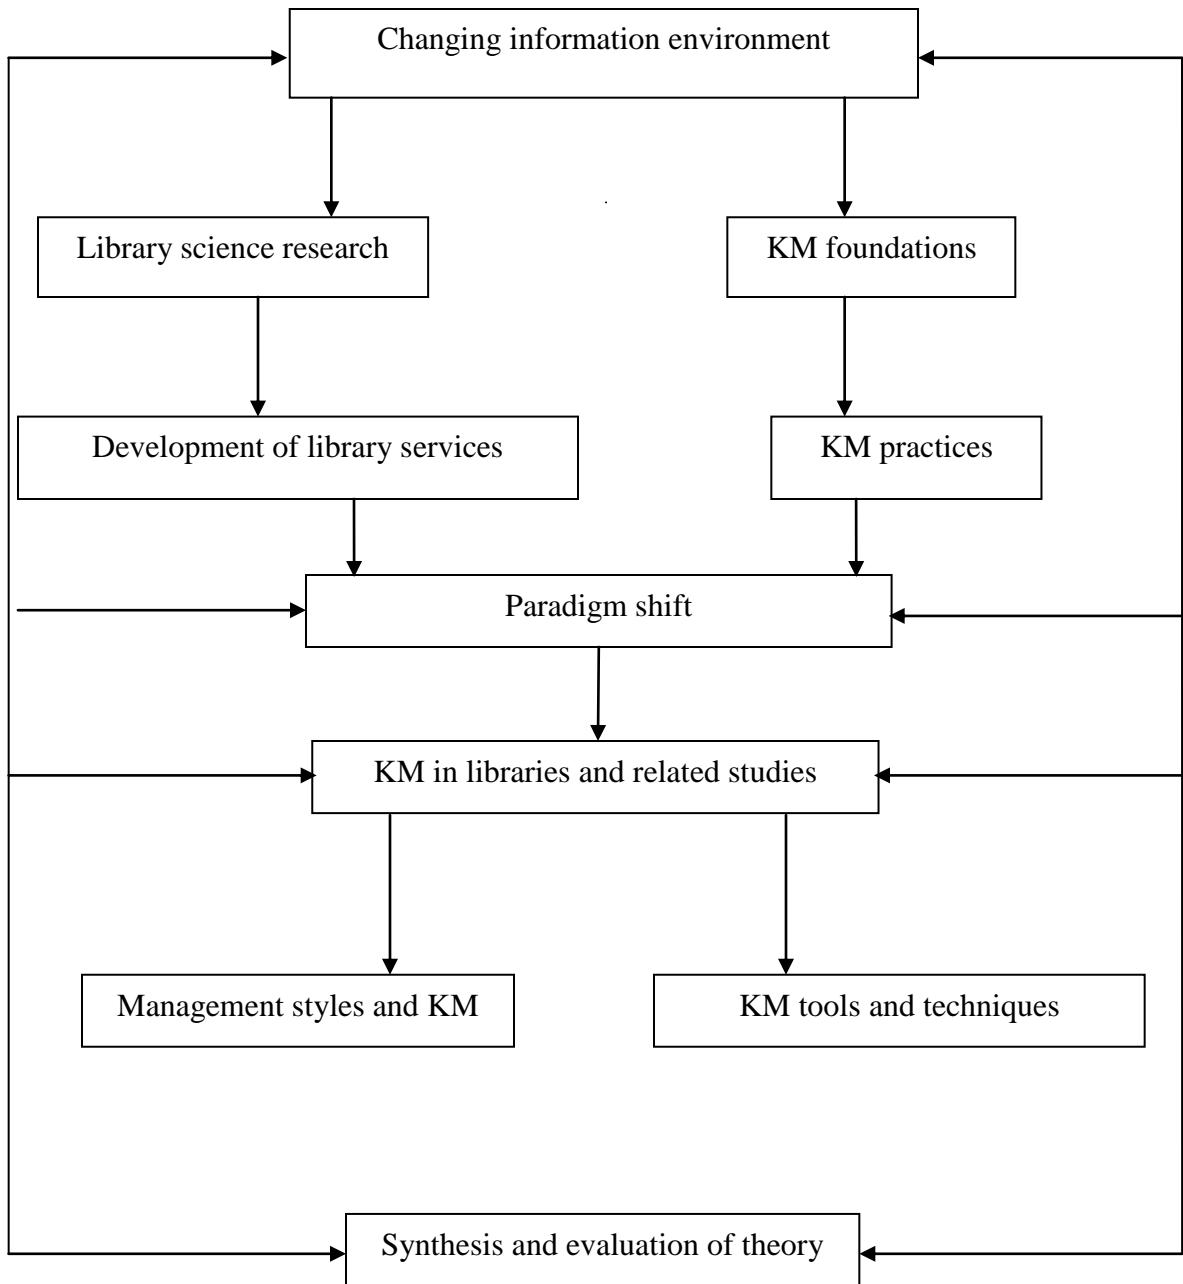 Changing information environment
Library science research
KM foundations
Development of library services
KM practices
Paradigm shift
KM in libraries and related studies
Management styles and KM
KM tools and techniques
Synthesis and evaluation of theory